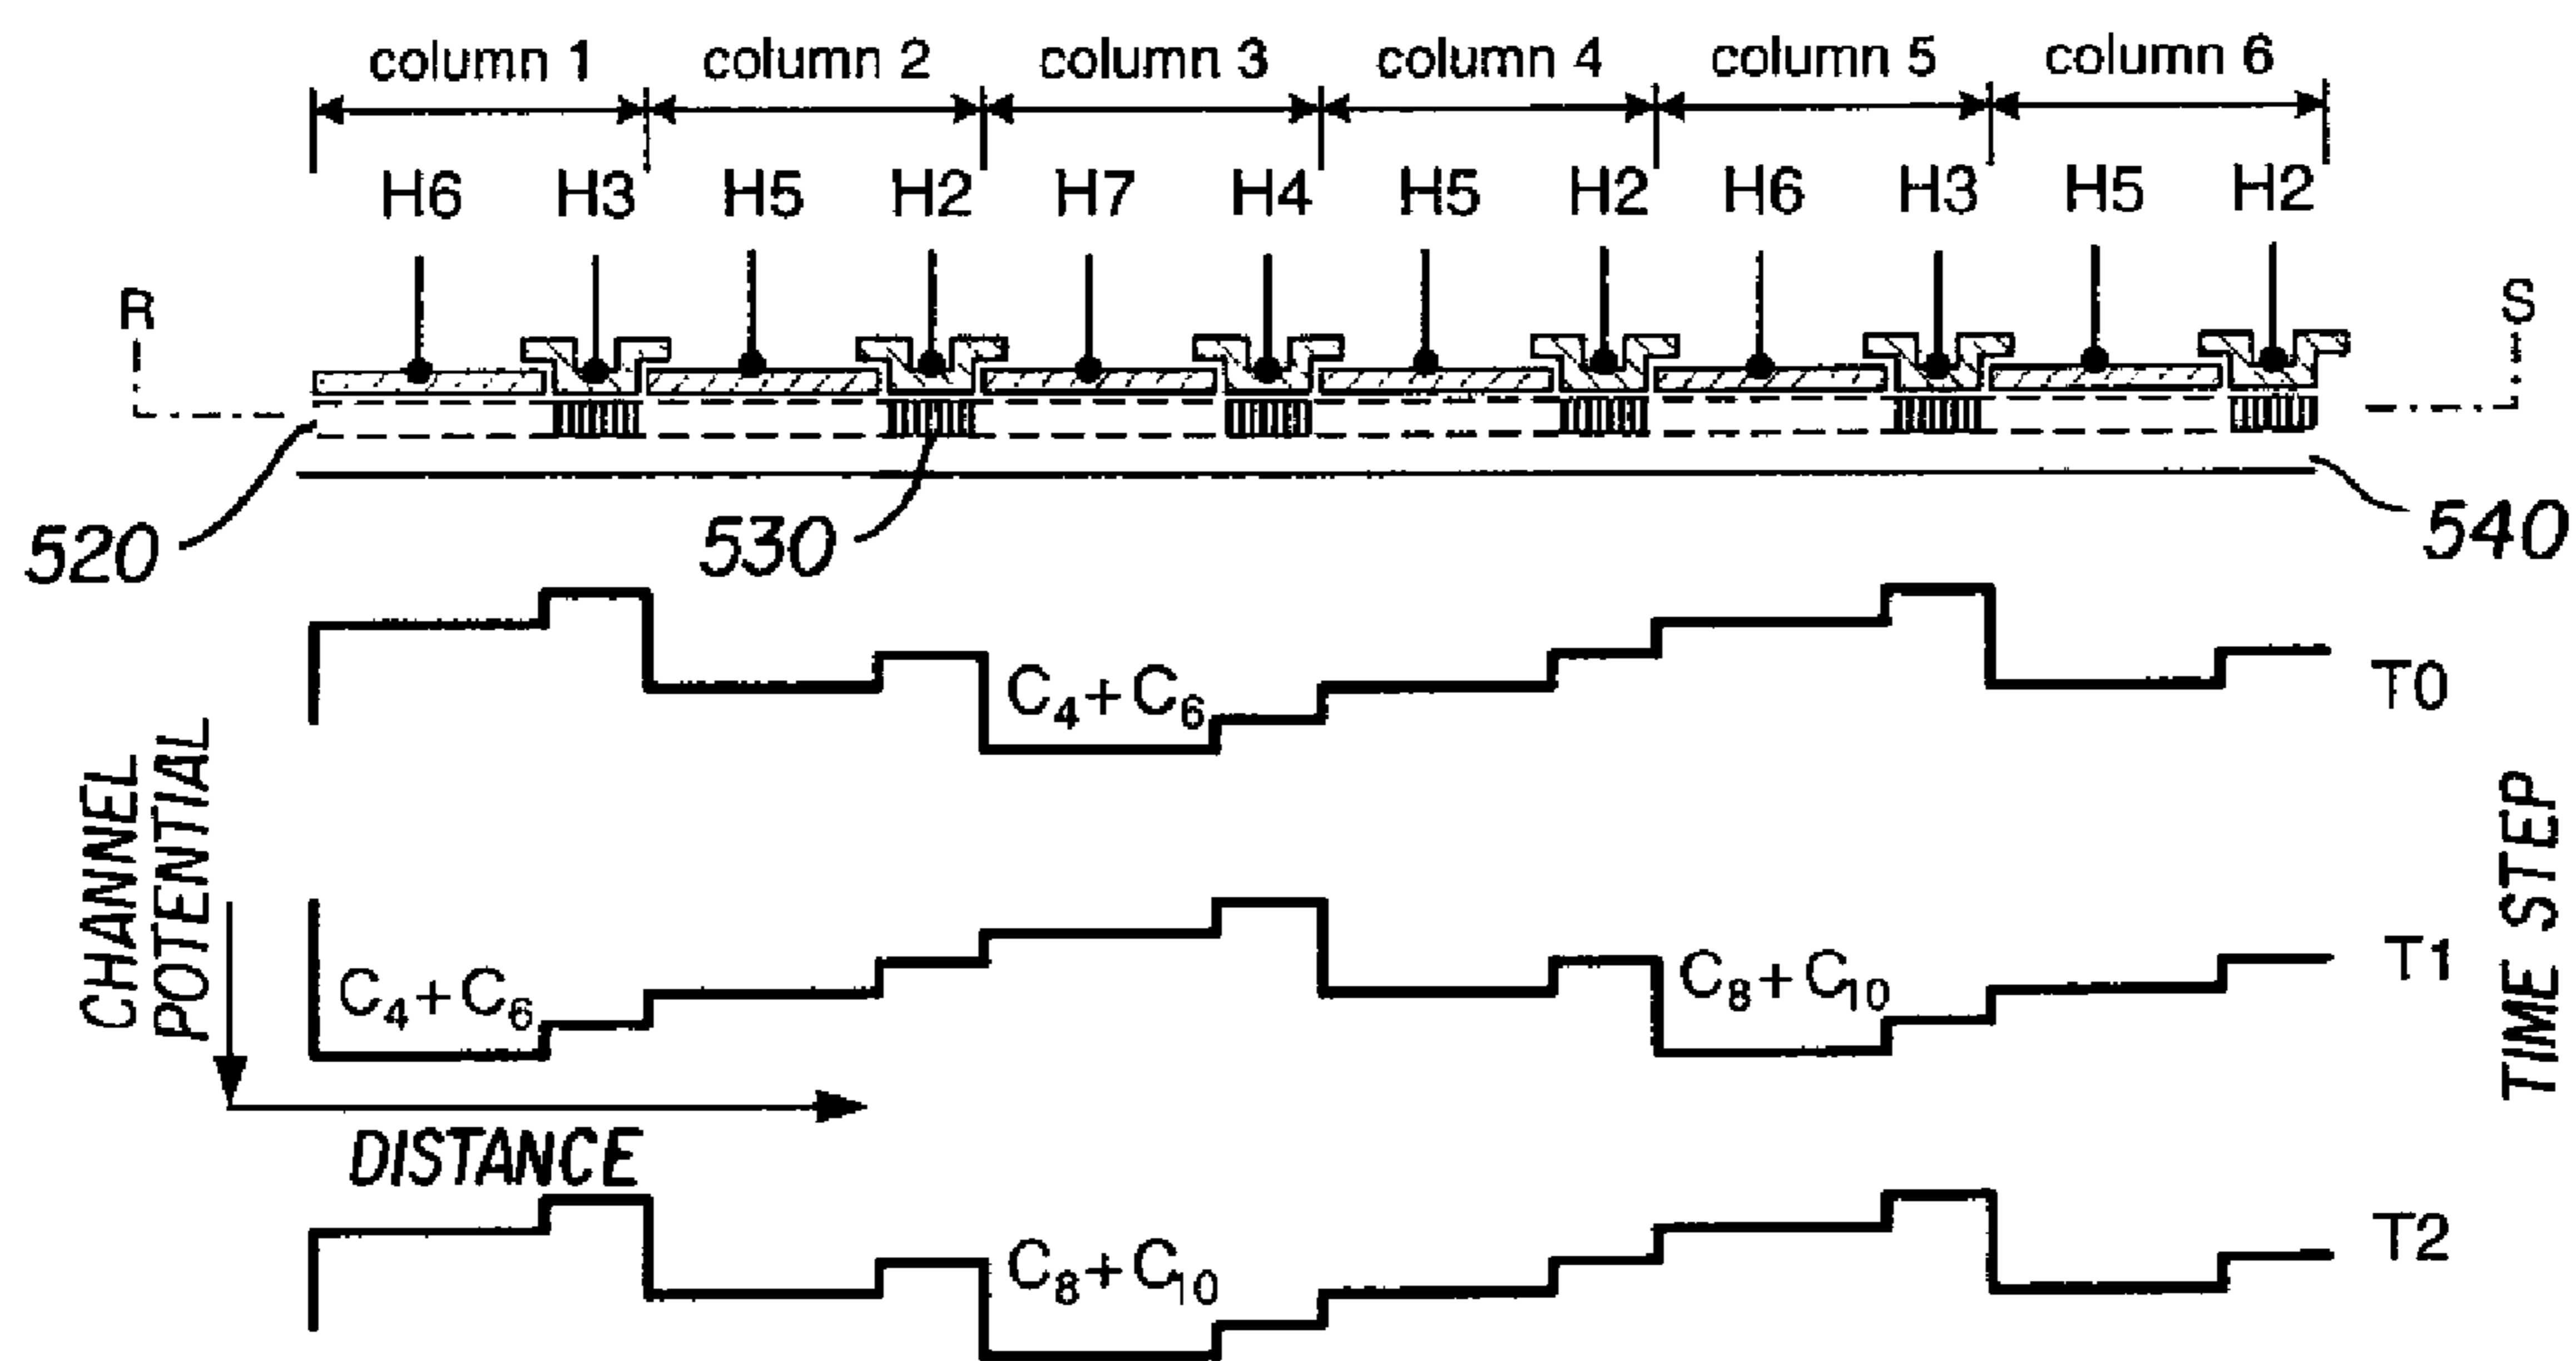 column 1 column 2 column 3 column 4 column 5 column 6
H6 H3 H5 H2 H7 H4 H5 H2 H6 H3 H5 H2
R S
520 530 540
C₄+C₆ T0
CHANNEL POTENTIAL
TIME STEP
C₄+C₆ C₈+C₁₀ T1
DISTANCE
C₈+C₁₀ T2